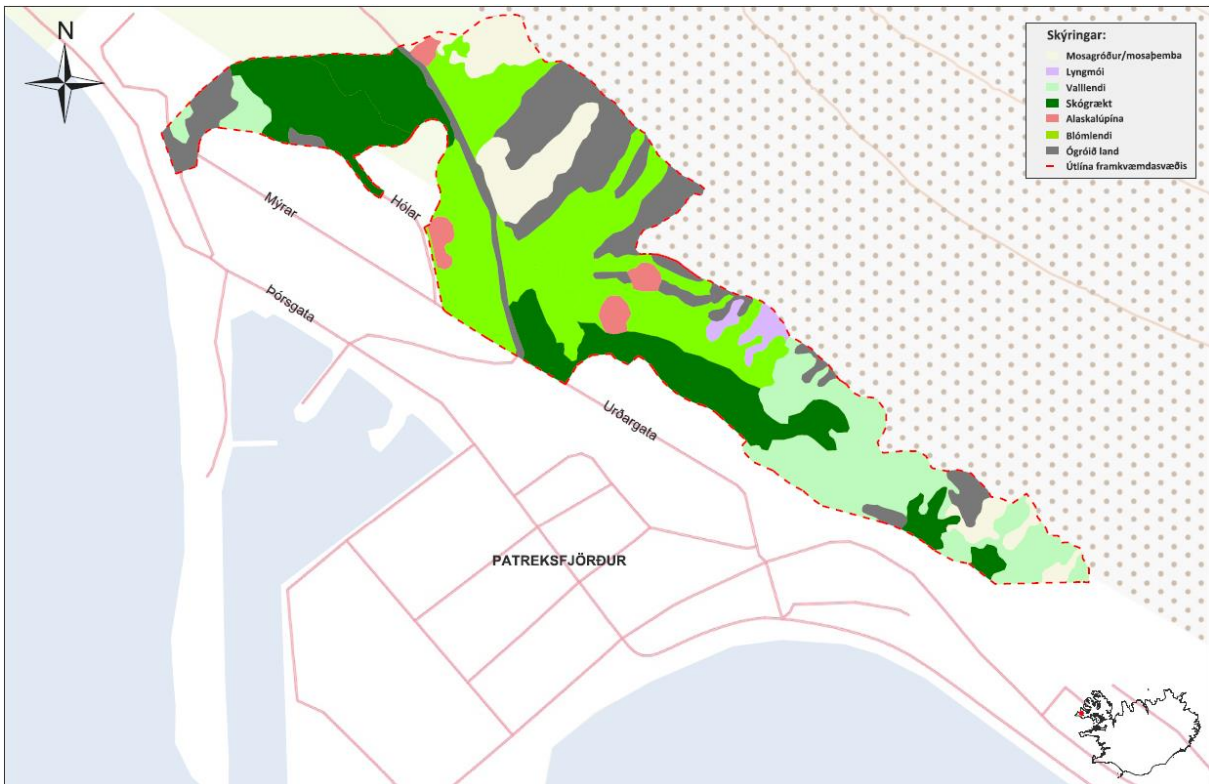 N
Skýringar:
Mosagróður/mosaþemba
Lyngmói
Valllendi
Skógrækt
Alaskalúpína
Blómlendi
Ógróið land
Útlína framkvæmdasvæðis
Mýrar
Hólar
Þórsgata
Urðargata
PATREKSFJÖRÐUR